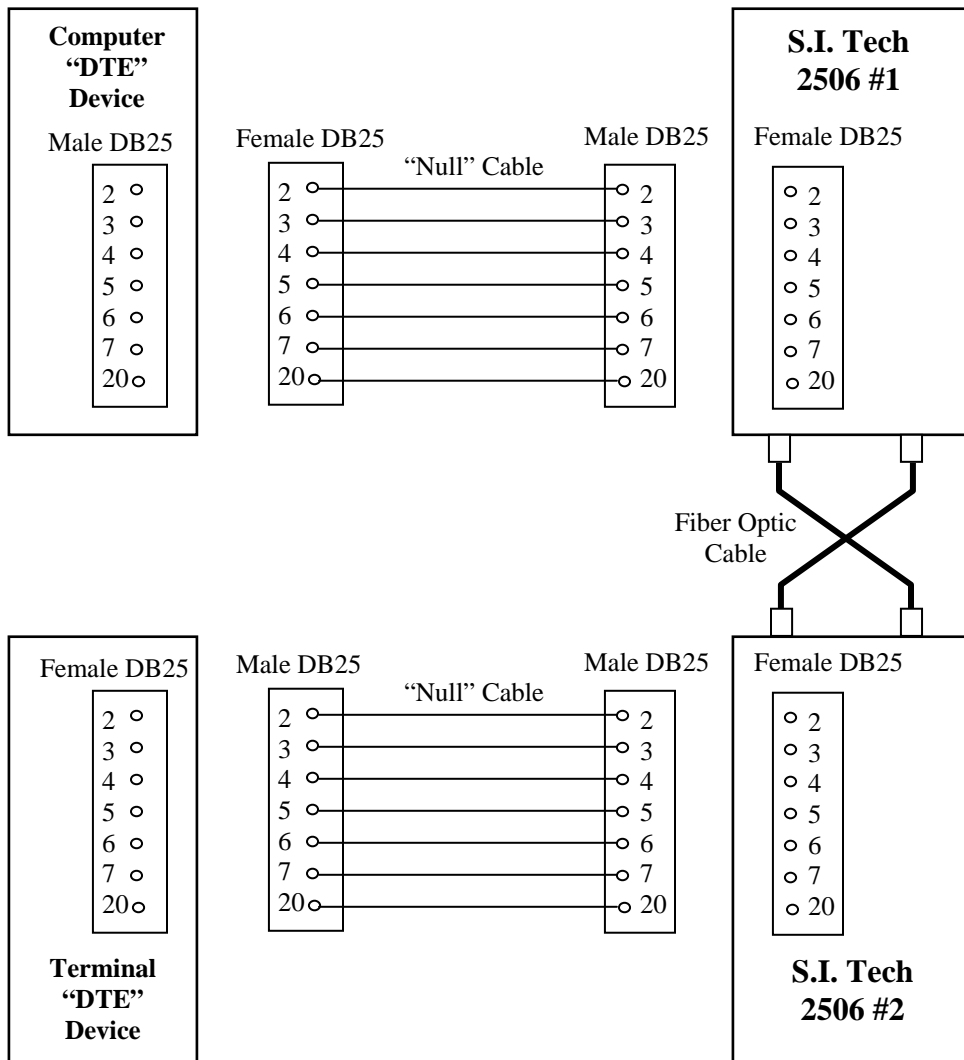 Computer
“DTE”
Device
Male DB25
2
3
4
5
6
7
20
Female DB25
“Null” Cable
Male DB25
2
3
4
5
6
7
20
2
3
4
5
6
7
20
S.I. Tech
2506 #1
Female DB25
2
3
4
5
6
7
20
Fiber Optic
Cable
Female DB25
2
3
4
5
6
7
20
Terminal
“DTE”
Device
Male DB25
“Null” Cable
Male DB25
2
3
4
5
6
7
20
2
3
4
5
6
7
20
Female DB25
2
3
4
5
6
7
20
S.I. Tech
2506 #2